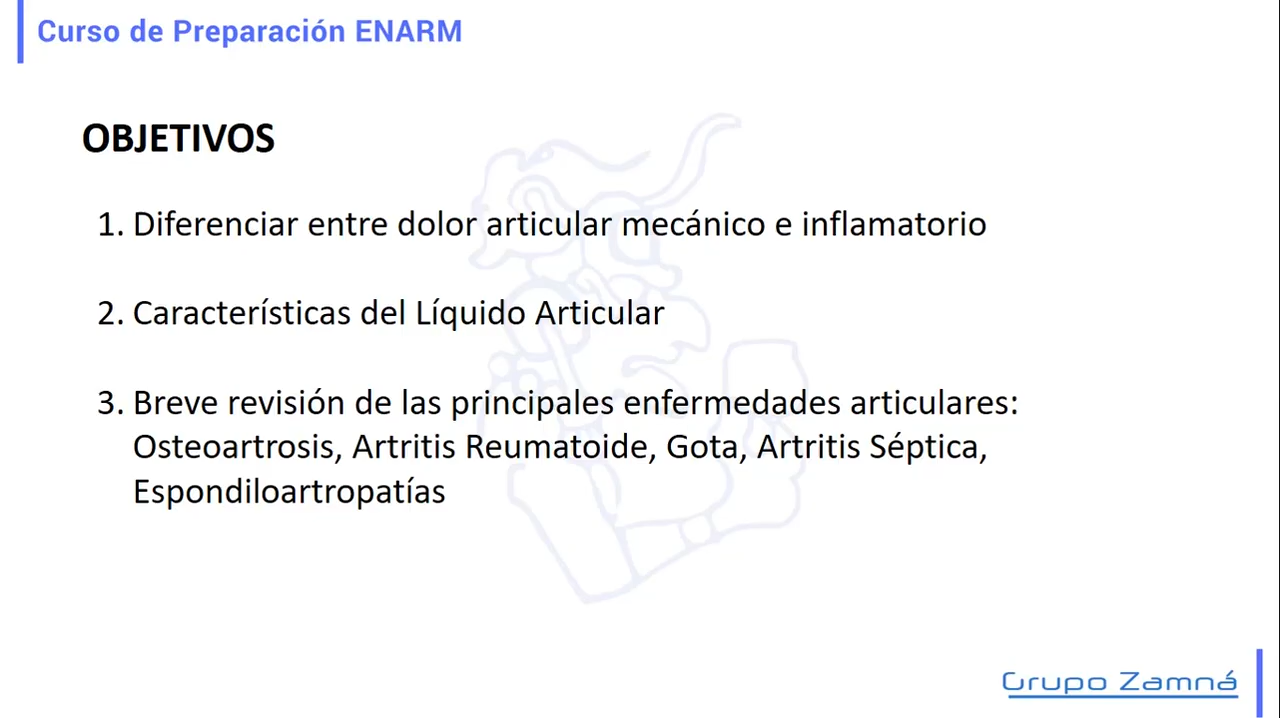 Curso de Preparación ENARM
OBJETIVOS
1. Diferenciar entre dolor articular mecánico e inflamatorio
2. Características del Líquido Articular
3. Breve revisión de las principales enfermedades articulares:
Osteoartrosis, Artritis Reumatoide, Gota, Artritis Séptica,
Espondiloartropatías
Grupo Zamná